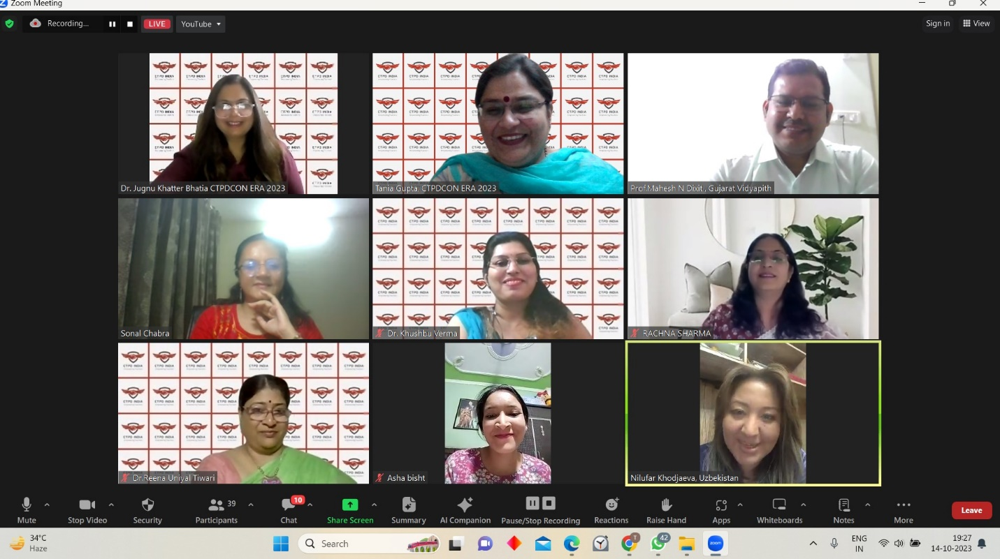 Zoom Meeting
Recording...
LIVE
YouTube
Sign in
View
CTPD INDIA
Dr. Jugnu Khatter Bhatia CTPDCON ERA 2023
Tania Gupta, CTPDCON ERA 2023
Prof.Mahesh N Dixit , Gujarat Vidyapith
Sonal Chabra
Dr. Khushbu Verma
RACHNA SHARMA
Dr.Reena Uniyal Tiwari
Asha bisht
Nilufar Khodjaeva, Uzbekistan
39
10
Mute
Stop Video
Security
Participants
Chat
Share Screen
Summary
AI Companion
Pause/Stop Recording
Reactions
Raise Hand
Apps
Whiteboards
Notes
More
Leave
34°C
Haze
Search
1
42
zoom
ENG
IN
19:27
14-10-2023